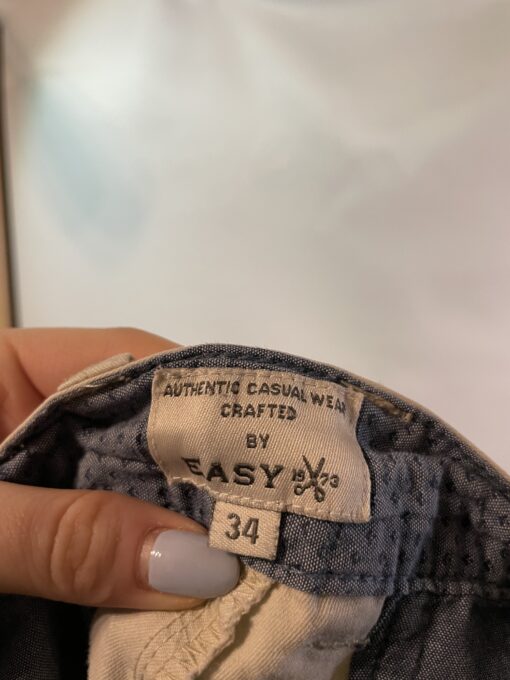 AUTHENTIC CASUAL WEAR
CRAFTED
BY
EASY 1973
34